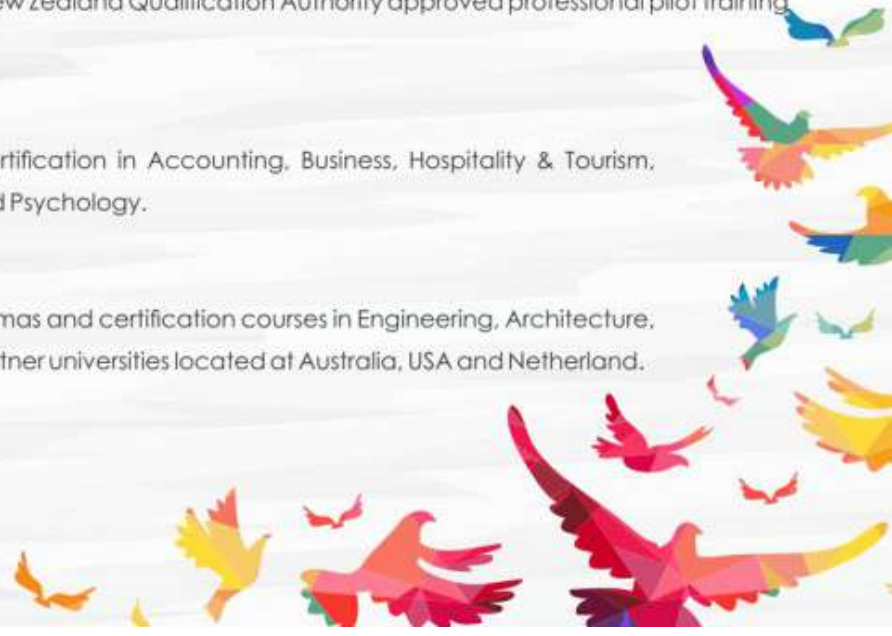 Zealand Qualification Authority approved professional pilot training
rtification in Accounting, Business, Hospitality & Tourism,
d Psychology.
mas and certification courses in Engineering, Architecture,
tner universities located at Australia, USA and Netherland.